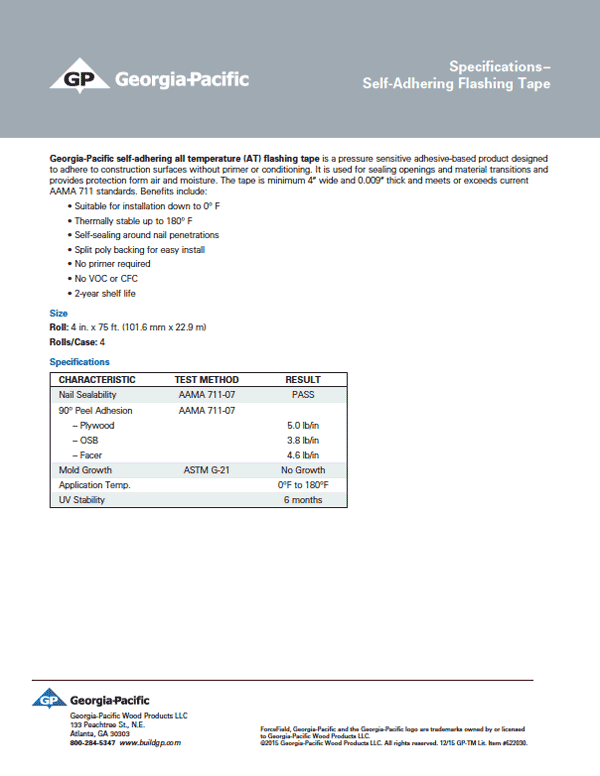 GP Georgia-Pacific
Specifications–
Self-Adhering Flashing Tape
Georgia-Pacific self-adhering all temperature (AT) flashing tape is a pressure sensitive adhesive-based product designed
to adhere to construction surfaces without primer or conditioning. It is used for sealing openings and material transitions and
provides protection form air and moisture. The tape is minimum 4" wide and 0.009" thick and meets or exceeds current
AAMA 711 standards. Benefits include:
• Suitable for installation down to 0° F
• Thermally stable up to 180° F
• Self-sealing around nail penetrations
• Split poly backing for easy install
• No primer required
• No VOC or CFC
• 2-year shelf life
Size
Roll: 4 in. x 75 ft. (101.6 mm x 22.9 m)
Rolls/Case: 4
Specifications
CHARACTERISTIC TEST METHOD RESULT
Nail Sealability AAMA 711-07 PASS
90° Peel Adhesion AAMA 711-07
– Plywood 5.0 lb/in
– OSB 3.8 lb/in
– Facer 4.6 lb/in
Mold Growth ASTM G-21 No Growth
Application Temp. 0°F to 180°F
UV Stability 6 months
GP Georgia-Pacific
Georgia-Pacific Wood Products LLC
133 Peachtree St., N.E.
Atlanta, GA 30303
800-284-5347 www.buildgp.com
ForceField, Georgia-Pacific and the Georgia-Pacific logo are trademarks owned by or licensed
to Georgia-Pacific Wood Products LLC.
©2015 Georgia-Pacific Wood Products LLC. All rights reserved. 12/15 GP-TM Lit. Item #622030.